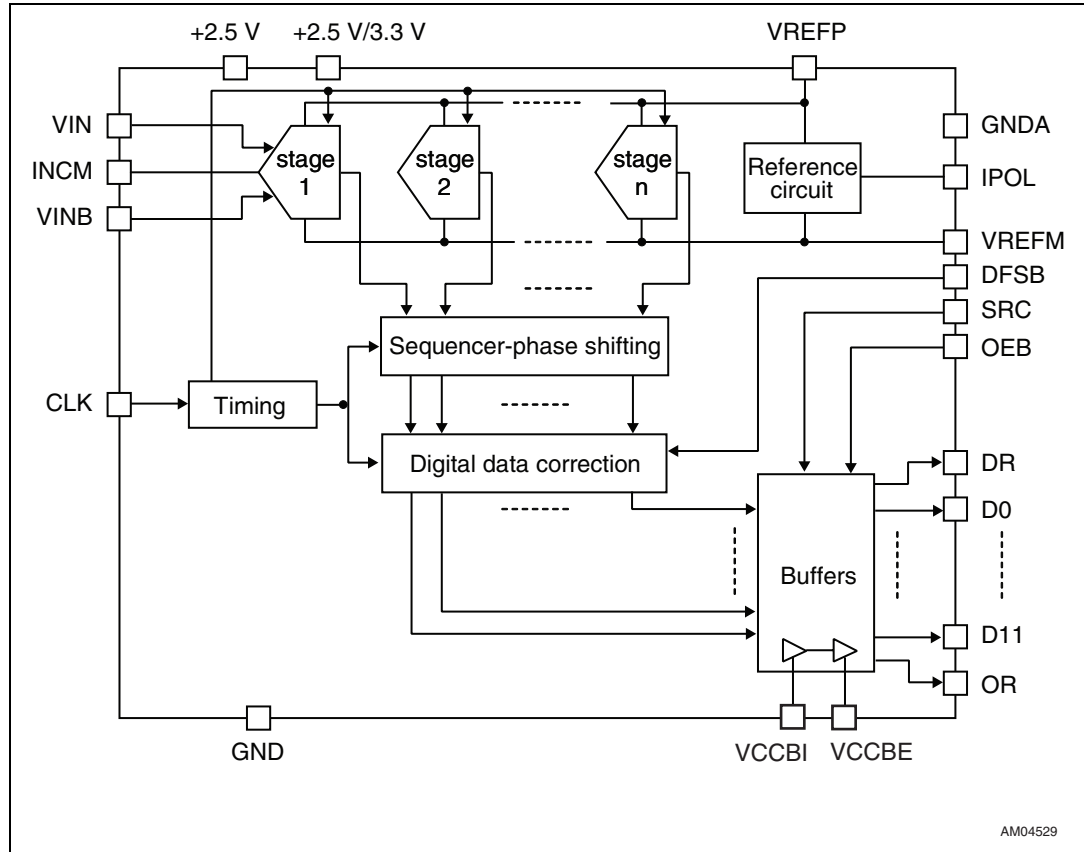 +2.5 V
+2.5 V/3.3 V
VREFP
VIN
INCM
VINB
stage
1
stage
2
stage
n
Reference
circuit
GNDA
IPOL
VREFM
DFSB
SRC
OEB
Sequencer-phase shifting
CLK
Timing
Digital data correction
DR
D0
Buffers
D11
OR
GND
VCCBI
VCCBE
AM04529